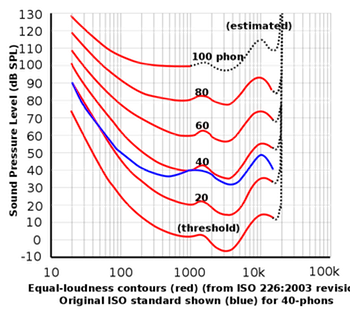 130
120
110
100
90
80
70
60
50
40
30
20
10
0
-10
Sound Pressure Level (dB SPL)
(estimated)
100 phon
80
60
40
20
(threshold)
10
100
1000
10k
100k
Equal-loudness contours (red) (from ISO 226:2003 revisio
Original ISO standard shown (blue) for 40-phons